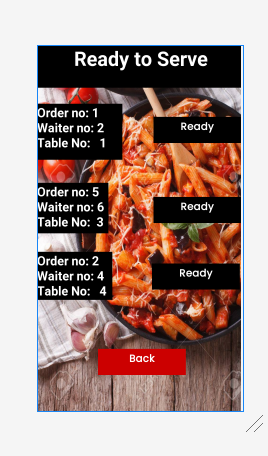 Ready to Serve
Order no: 1
Waiter no: 2
Table No: 1
Ready
Order no: 5
Waiter no: 6
Table No: 3
Ready
Order no: 2
Waiter no: 4
Table No: 4
Ready
Back